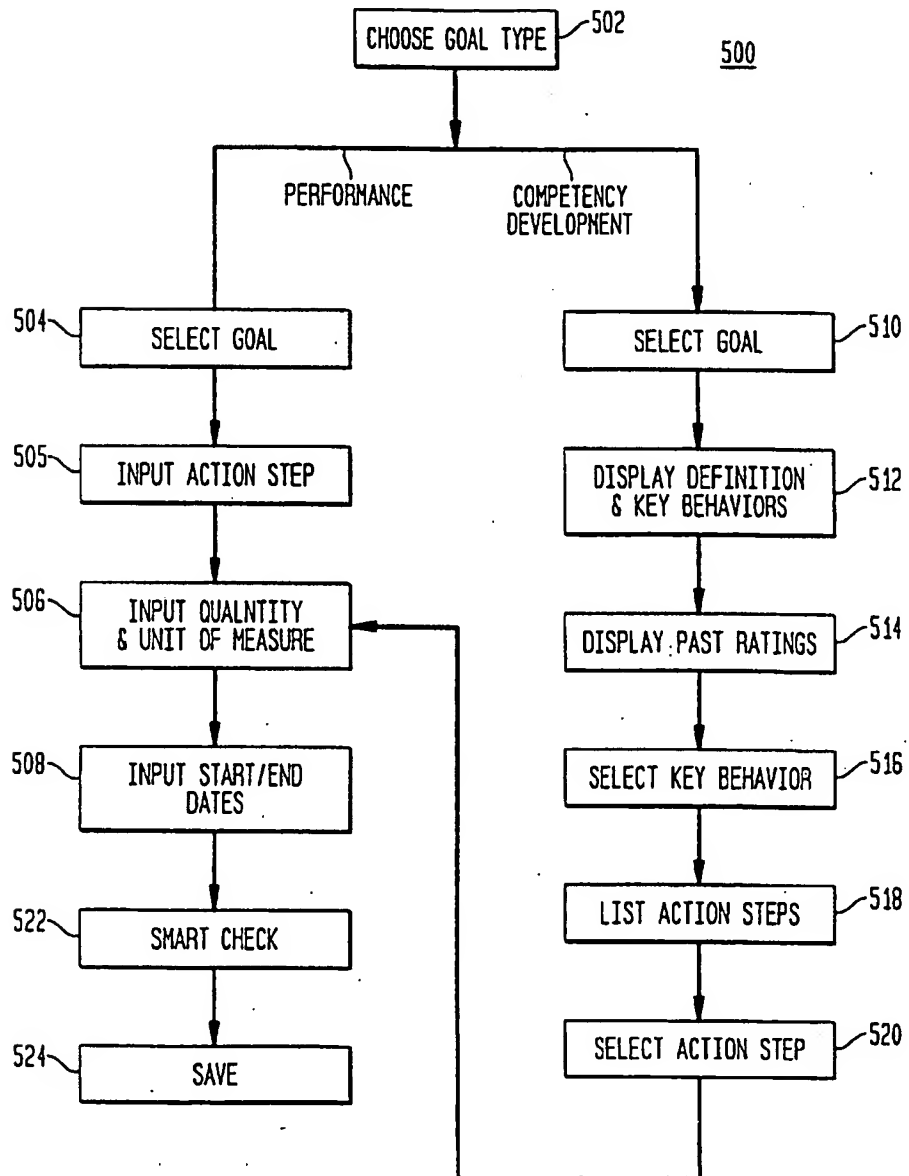 CHOOSE GOAL TYPE
502
500
PERFORMANCE
COMPETENCY
DEVELOPMENT
504
SELECT GOAL
505
INPUT ACTION STEP
506
INPUT QUALNTITY
& UNIT OF MEASURE
508
INPUT START/END
DATES
522
SMART CHECK
524
SAVE
SELECT GOAL
510
DISPLAY DEFINITION
& KEY BEHAVIORS
512
DISPLAY PAST RATINGS
514
SELECT KEY BEHAVIOR
516
LIST ACTION STEPS
518
SELECT ACTION STEP
520